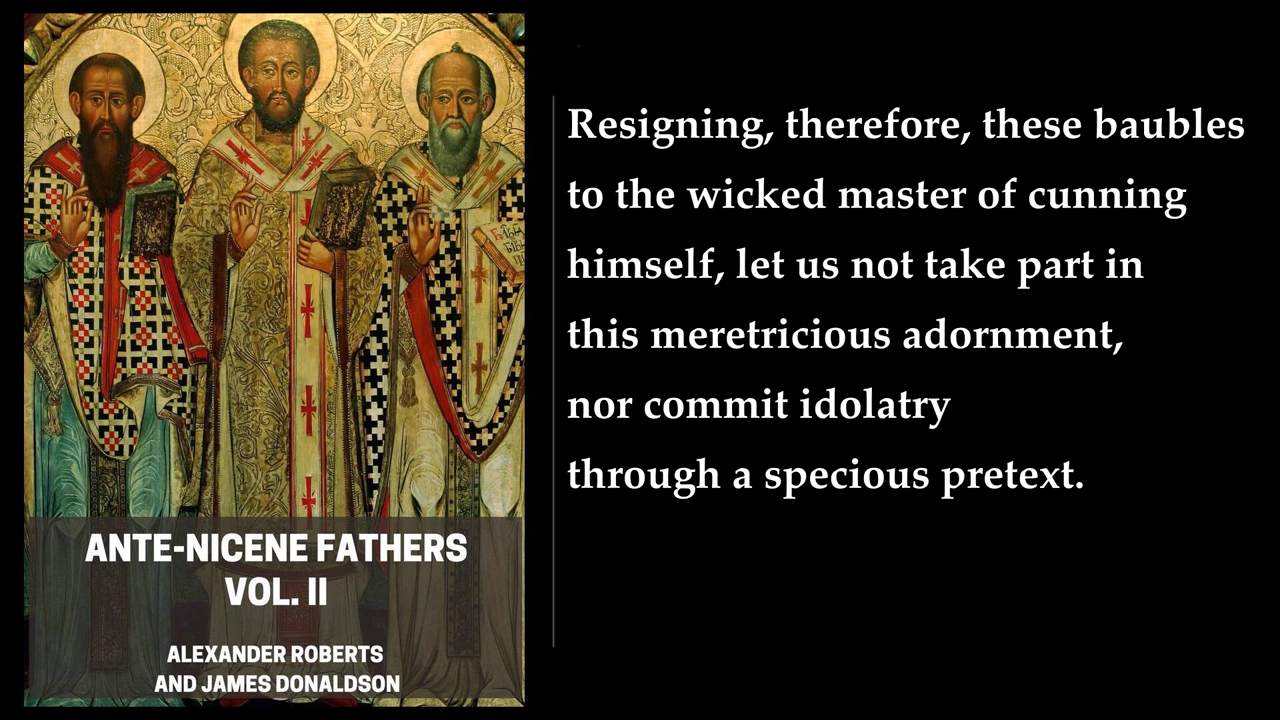 ANTE-NICENE FATHERS
VOL. II
ALEXANDER ROBERTS
AND JAMES DONALDSON
Resigning, therefore, these baubles
to the wicked master of cunning
himself, let us not take part in
this meretricious adornment,
nor commit idolatry
through a specious pretext.